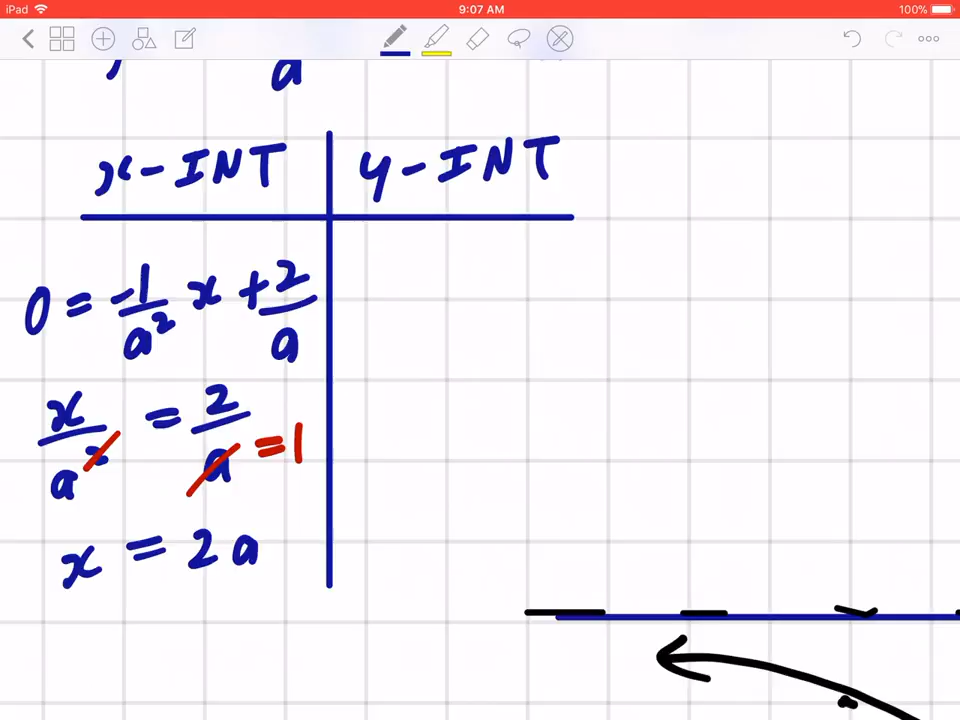 iPad 9:07 AM 100%
a
x-INT y-INT
0 = -1/a² x + 2/a
x/a² = 2/a = 1
x = 2a